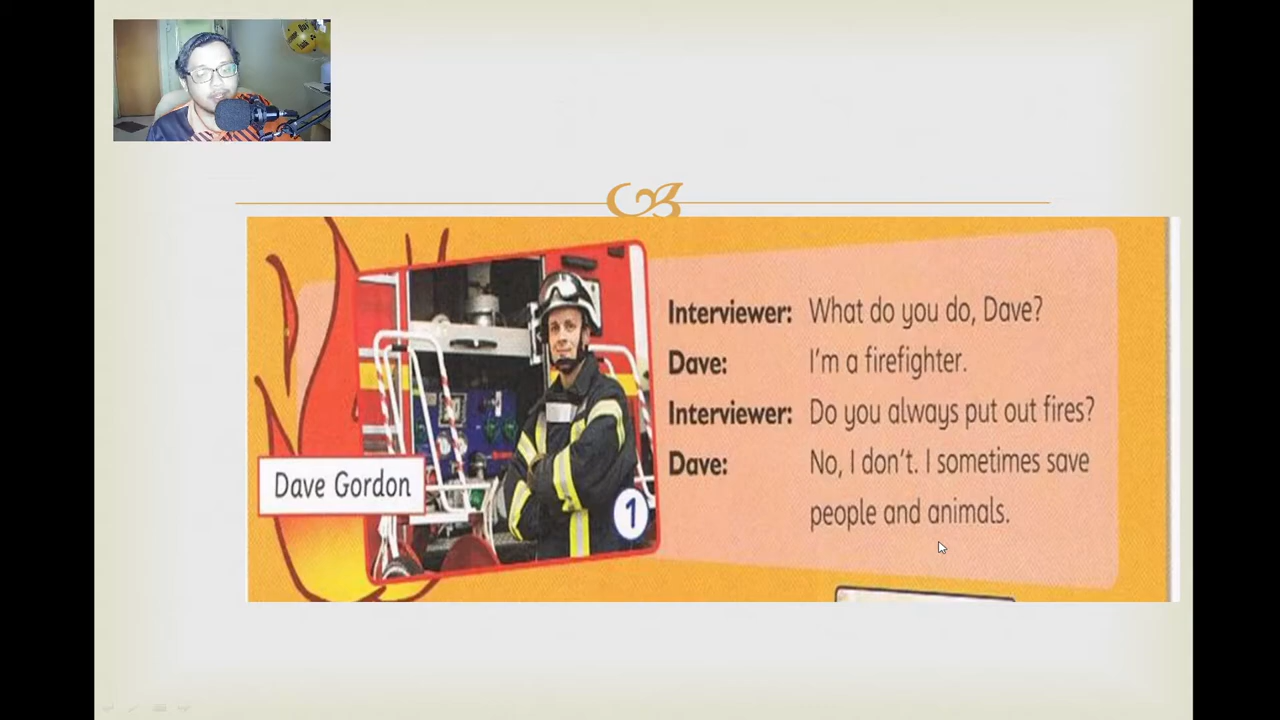 Interviewer: What do you do, Dave?
Dave: I'm a firefighter.
Interviewer: Do you always put out fires?
Dave: No, I don't. I sometimes save
people and animals.
Dave Gordon
1